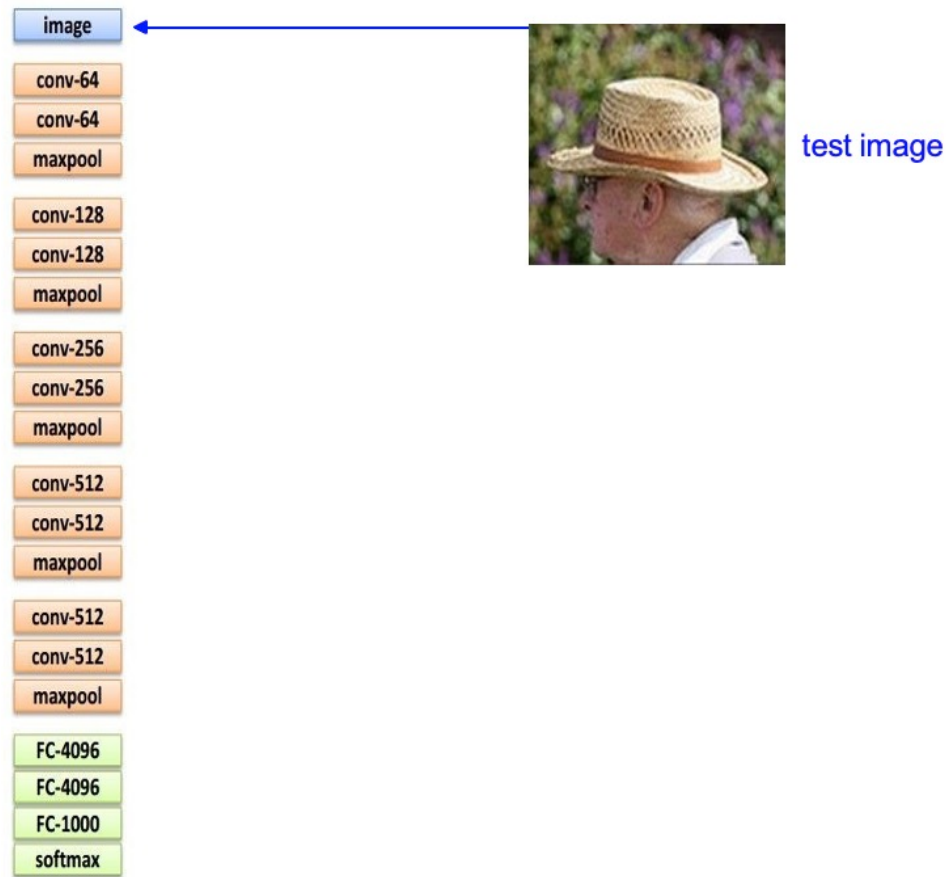 image
conv-64
conv-64
maxpool
conv-128
conv-128
maxpool
conv-256
conv-256
maxpool
conv-512
conv-512
maxpool
conv-512
conv-512
maxpool
FC-4096
FC-4096
FC-1000
softmax
test image